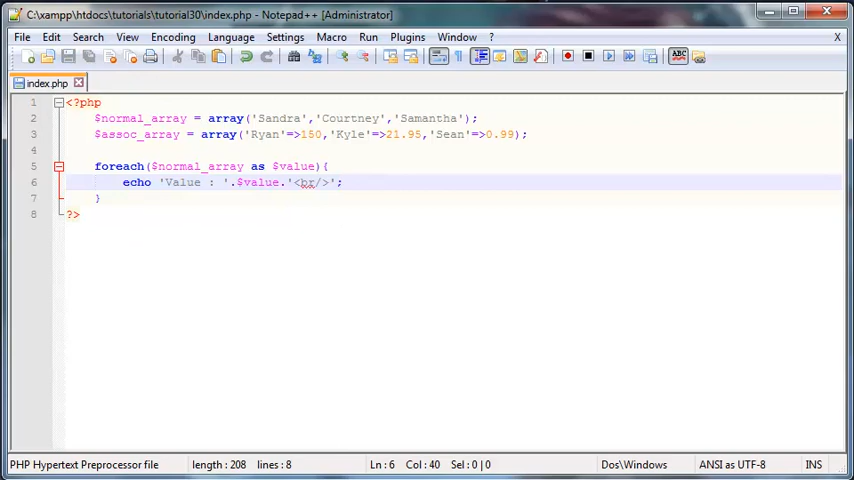 C:\xampp\htdocs\tutorials\tutorial30\index.php - Notepad++ [Administrator]
File Edit Search View Encoding Language Settings Macro Run Plugins Window ? X
ABC
index.php
1 <?php
2 $normal_array = array('Sandra','Courtney','Samantha');
3 $assoc_array = array('Ryan'=>150,'Kyle'=>21.95,'Sean'=>0.99);
4
5 foreach($normal_array as $value){
6 echo 'Value : '.$value.'<br/>';
7 }
8 ?>
PHP Hypertext Preprocessor file length : 208 lines : 8 Ln : 6 Col : 40 Sel : 0 | 0 Dos\Windows ANSI as UTF-8 INS